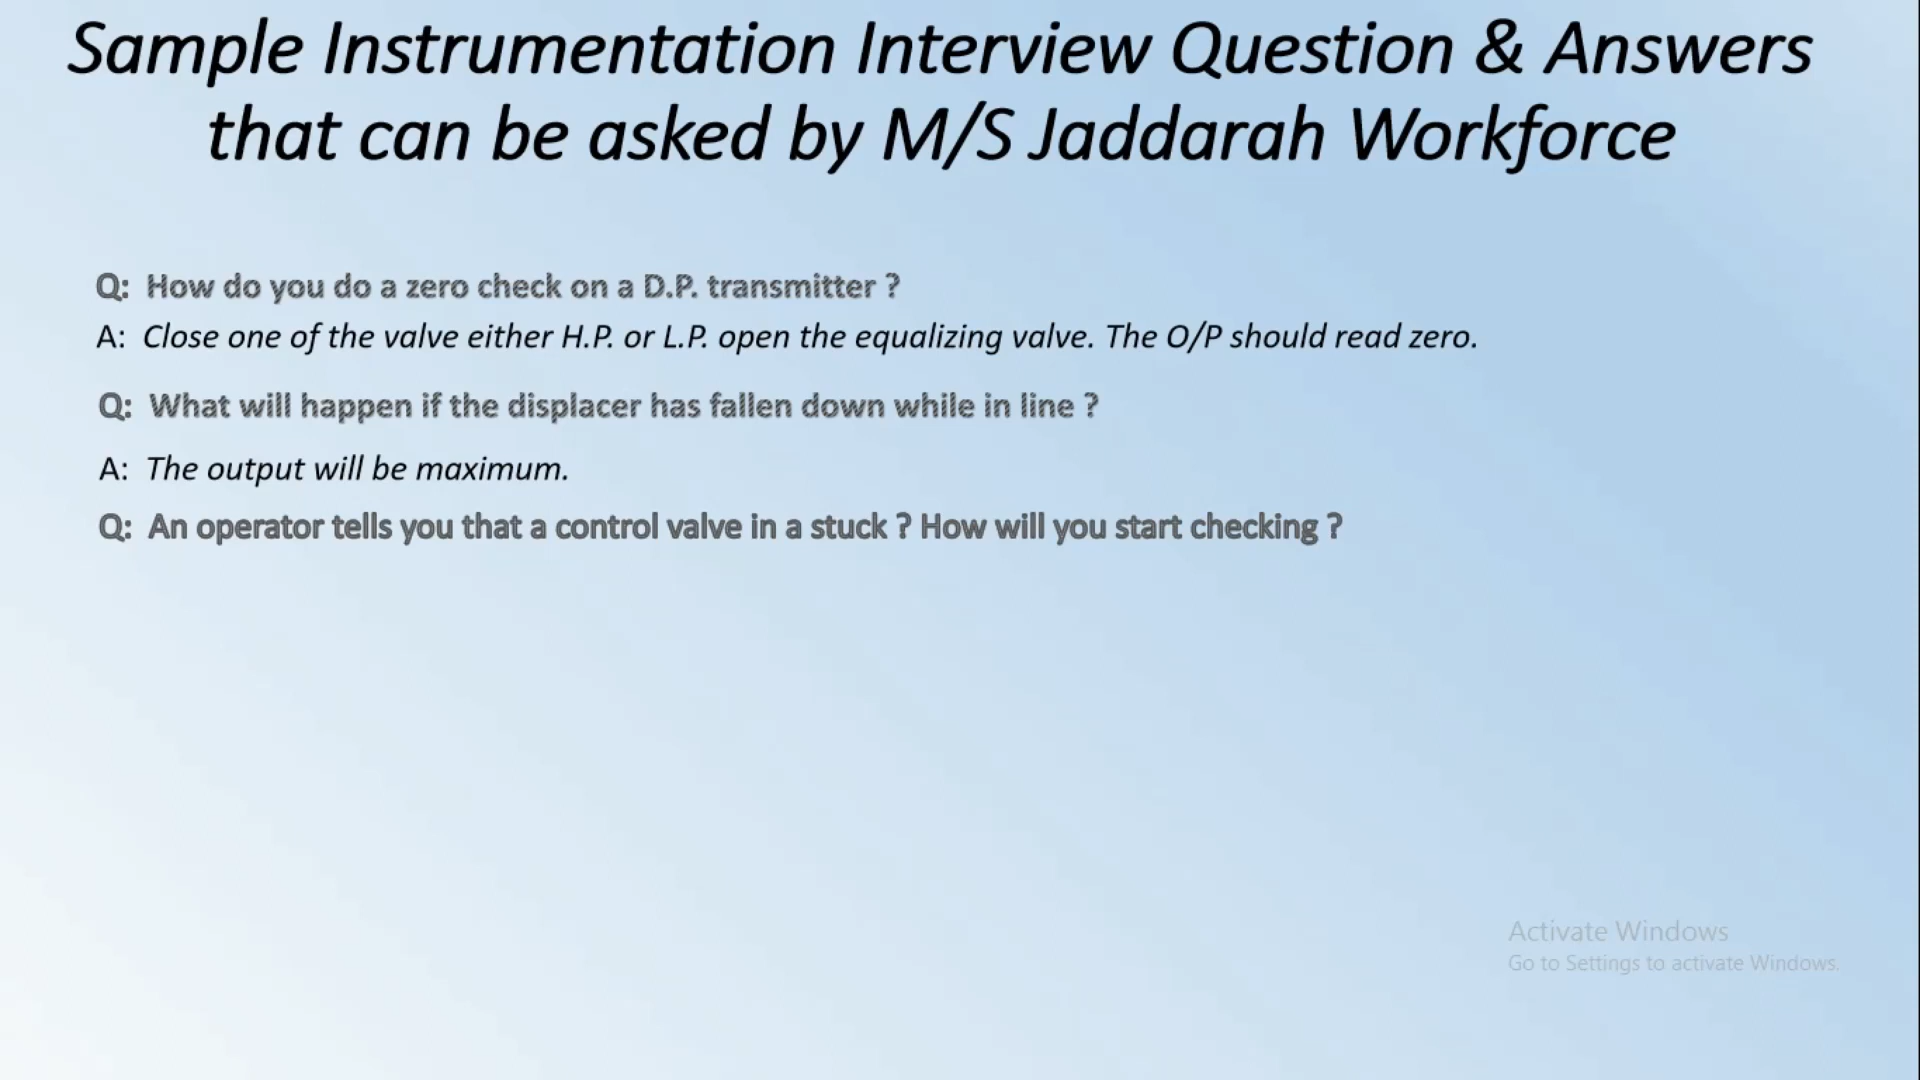 Sample Instrumentation Interview Question & Answers
that can be asked by M/S Jaddarah Workforce
Q: How do you do a zero check on a D.P. transmitter ?
A: Close one of the valve either H.P. or L.P. open the equalizing valve. The O/P should read zero.
Q: What will happen if the displacer has fallen down while in line ?
A: The output will be maximum.
Q: An operator tells you that a control valve in a stuck ? How will you start checking ?
Activate Windows
Go to Settings to activate Windows.